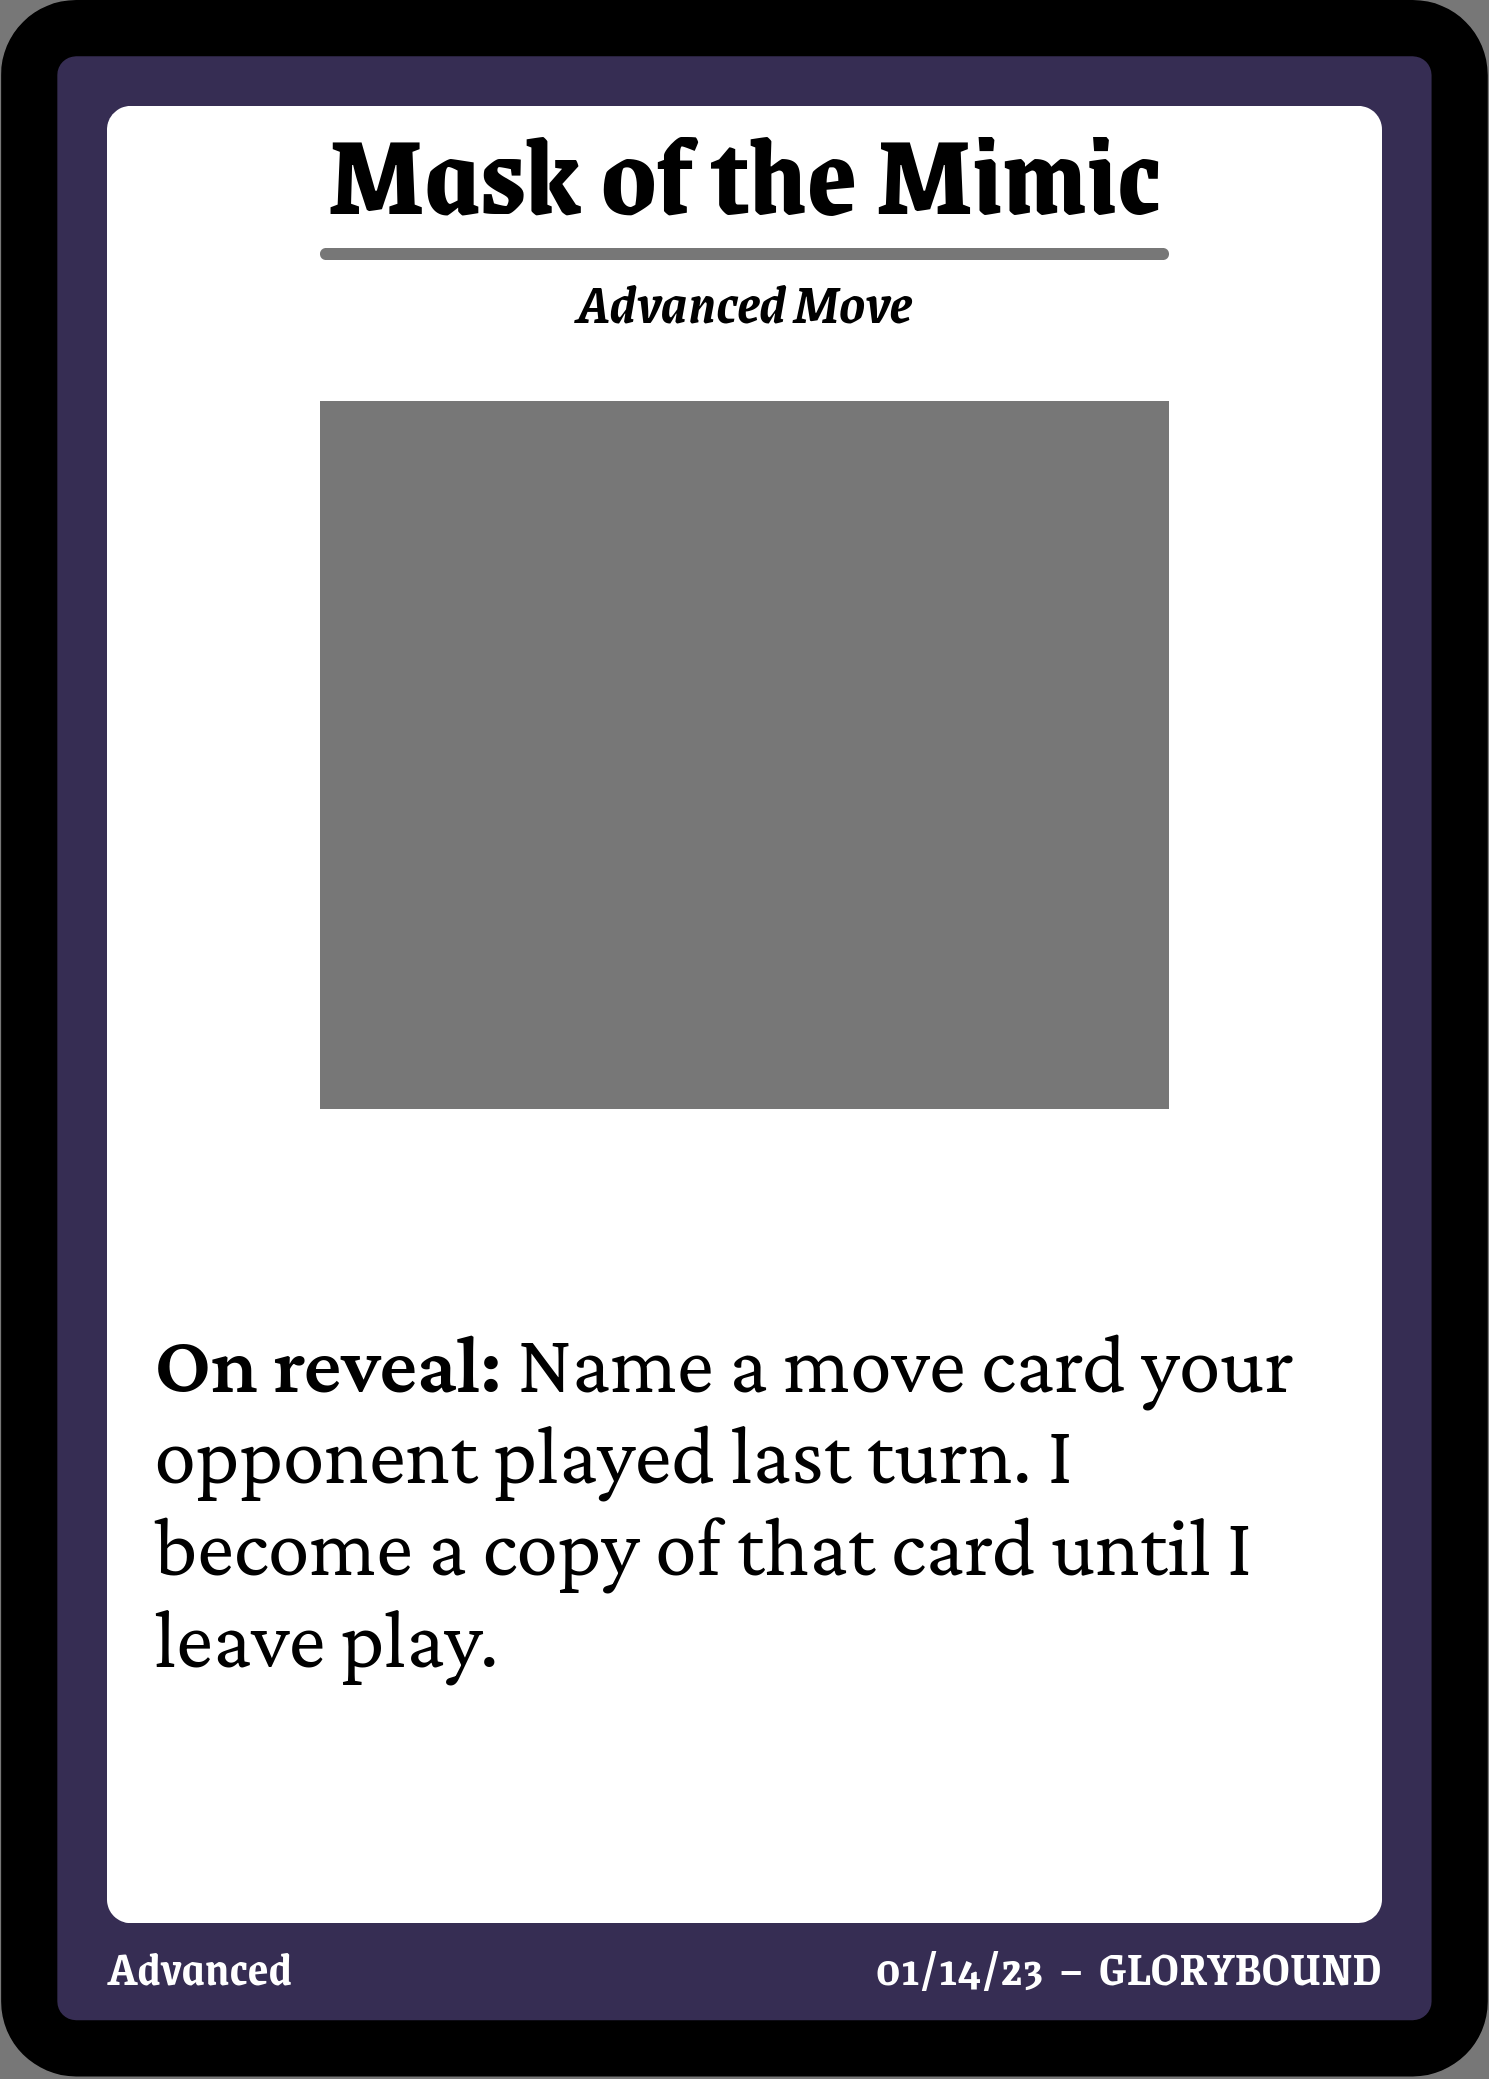 Mask of the Mimic
Advanced Move
On reveal: Name a move card your
opponent played last turn. I
become a copy of that card until I
leave play.
Advanced
01/14/23 – GLORYBOUND